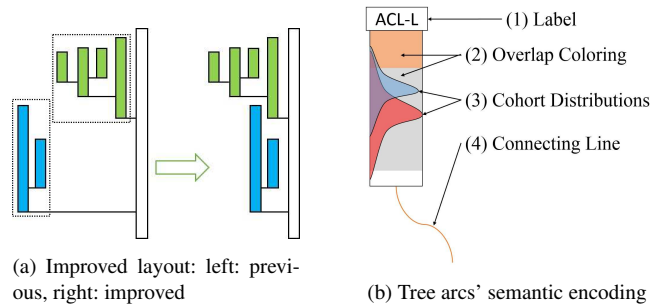 ACL-L
(1) Label
(2) Overlap Coloring
(3) Cohort Distributions
(4) Connecting Line
(a) Improved layout: left: previ-
ous, right: improved
(b) Tree arcs' semantic encoding